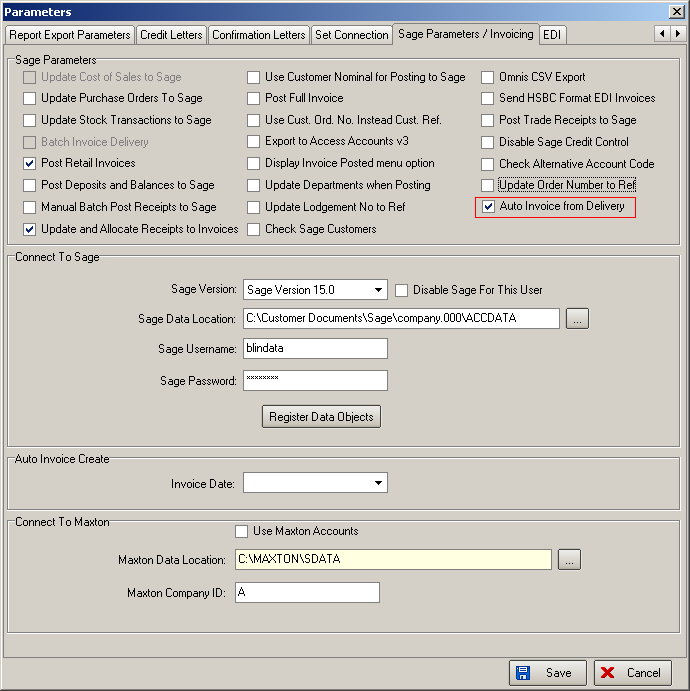 Parameters
Report Export Parameters Credit Letters Confirmation Letters Set Connection Sage Parameters / Invoicing EDI
Sage Parameters
Update Cost of Sales to Sage Use Customer Nominal for Posting to Sage Omnis CSV Export
Update Purchase Orders To Sage Post Full Invoice Send HSBC Format EDI Invoices
Update Stock Transactions to Sage Use Cust. Ord. No. Instead Cust. Ref. Post Trade Receipts to Sage
Batch Invoice Delivery Export to Access Accounts v3 Disable Sage Credit Control
Post Retail Invoices Display Invoice Posted menu option Check Alternative Account Code
Post Deposits and Balances to Sage Update Departments when Posting Update Order Number to Ref
Manual Batch Post Receipts to Sage Update Lodgement No to Ref Auto Invoice from Delivery
Update and Allocate Receipts to Invoices Check Sage Customers
Connect To Sage
Sage Version: Sage Version 15.0 Disable Sage For This User
Sage Data Location: C:\Customer Documents\Sage\company.000\ACCDATA ...
Sage Username: blindata
Sage Password: ********
Register Data Objects
Auto Invoice Create
Invoice Date:
Connect To Maxton
Use Maxton Accounts
Maxton Data Location: C:\MAXTON\SDATA ...
Maxton Company ID: A
Save Cancel